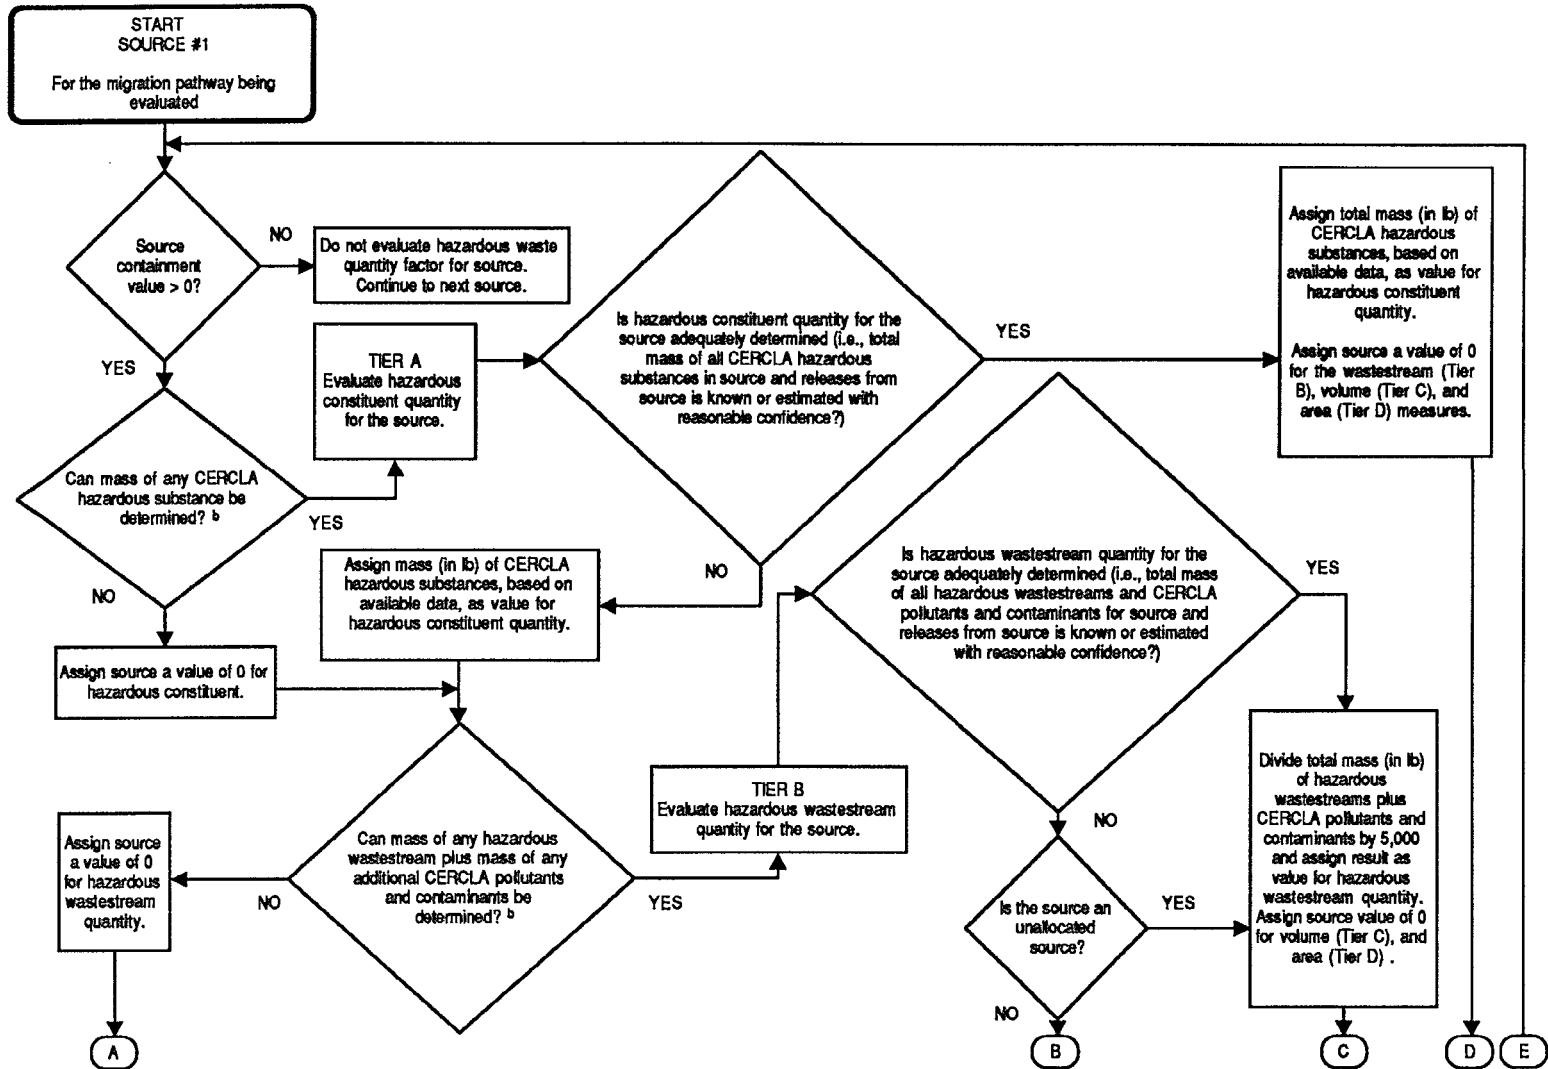 START
SOURCE #1
For the migration pathway being
evaluated
Source
containment
value > 0?
NO
Do not evaluate hazardous waste
quantity factor for source.
Continue to next source.
YES
TIER A
Evaluate hazardous
constituent quantity
for the source.
Is hazardous constituent quantity for the
source adequately determined (i.e., total
mass of all CERCLA hazardous
substances in source and releases from
source is known or estimated with
reasonable confidence?)
YES
Assign total mass (in lb) of
CERCLA hazardous
substances, based on
available data, as value for
hazardous constituent
quantity.
Assign source a value of 0
for the wastestream (Tier
B), volume (Tier C), and
area (Tier D) measures.
Can mass of any CERCLA
hazardous substance be
determined? b
YES
NO
NO
Assign mass (in lb) of CERCLA
hazardous substances, based on
available data, as value for
hazardous constituent quantity.
Assign source a value of 0 for
hazardous constituent.
Is hazardous wastestream quantity for the
source adequately determined (i.e., total mass
of all hazardous wastestreams and CERCLA
pollutants and contaminants for source and
releases from source is known or estimated
with reasonable confidence?)
YES
NO
Can mass of any hazardous
wastestream plus mass of any
additional CERCLA pollutants
and contaminants be
determined? b
NO
YES
Assign source
a value of 0
for hazardous
wastestream
quantity.
TIER B
Evaluate hazardous wastestream
quantity for the source.
Is the source an
unallocated
source?
YES
NO
Divide total mass (in lb)
of hazardous
wastestreams plus
CERCLA pollutants and
contaminants by 5,000
and assign result as
value for hazardous
wastestream quantity.
Assign source value of 0
for volume (Tier C), and
area (Tier D) .
A
B
C
D
E